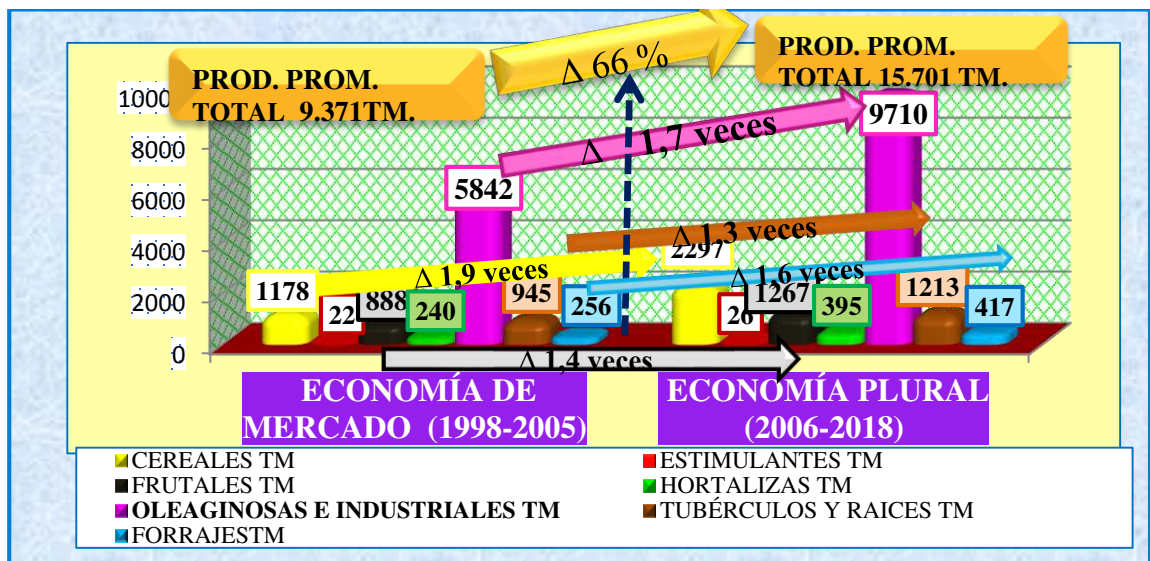 PROD. PROM.
TOTAL 9.371TM.
Δ 66 %
PROD. PROM.
TOTAL 15.701 TM.
1000
8000
6000
4000
2000
0
Δ 1,7 veces
9710
5842
Δ 1,3 veces
Δ 1,9 veces
2297
Δ 1,6 veces
1178
22
888
240
945
256
26
1267
395
1213
417
Δ 1,4 veces
ECONOMÍA DE
MERCADO (1998-2005)
ECONOMÍA PLURAL
(2006-2018)
CEREALES TM
ESTIMULANTES TM
FRUTALES TM
HORTALIZAS TM
OLEAGINOSAS E INDUSTRIALES TM
TUBÉRCULOS Y RAICES TM
FORRAJESTM